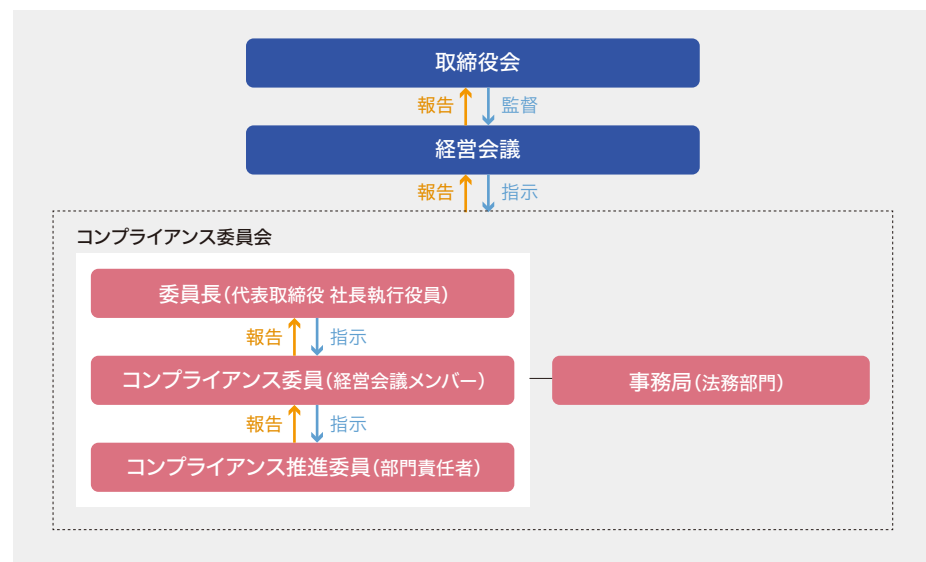 取締役会
報告 監督
経営会議
報告 指示
コンプライアンス委員会
委員長(代表取締役 社長執行役員)
報告 指示
コンプライアンス委員(経営会議メンバー)
事務局(法務部門)
報告 指示
コンプライアンス推進委員(部門責任者)